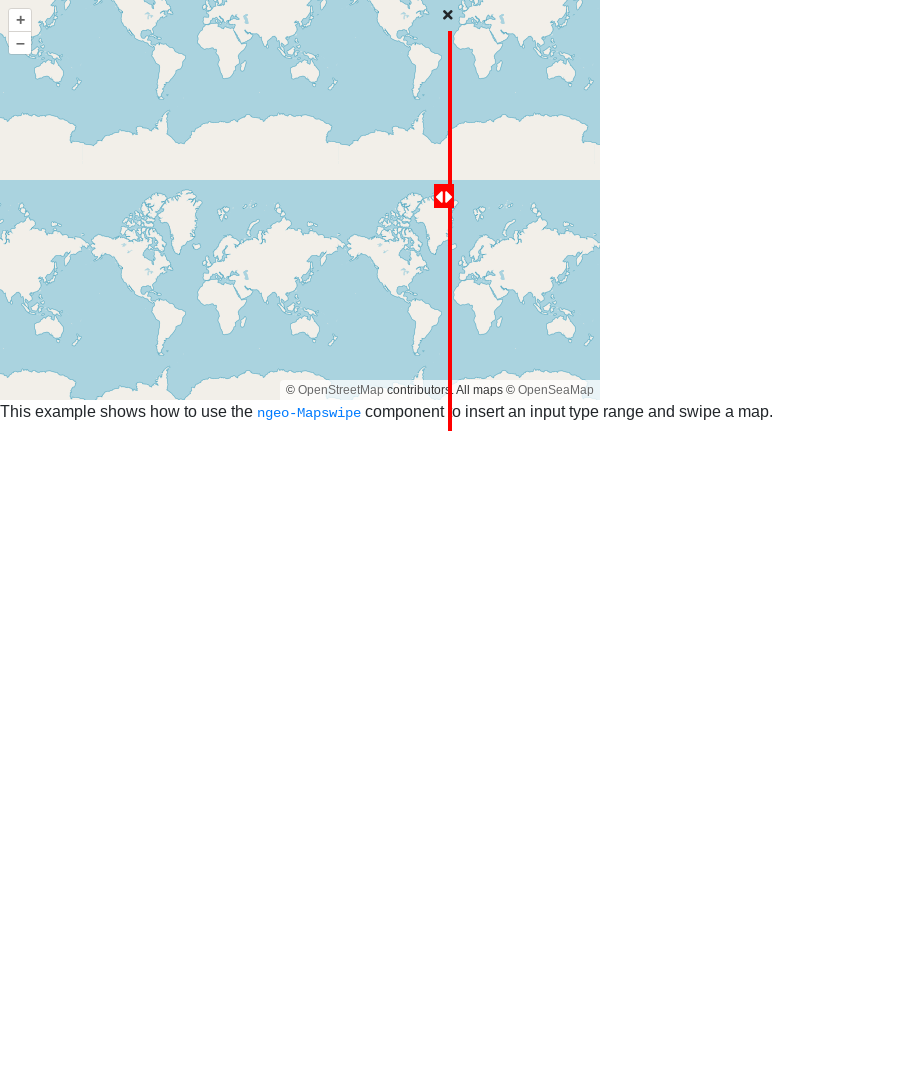 +
−
© OpenStreetMap contributors. All maps © OpenSeaMap
This example shows how to use the ngeo-Mapswipe component to insert an input type range and swipe a map.